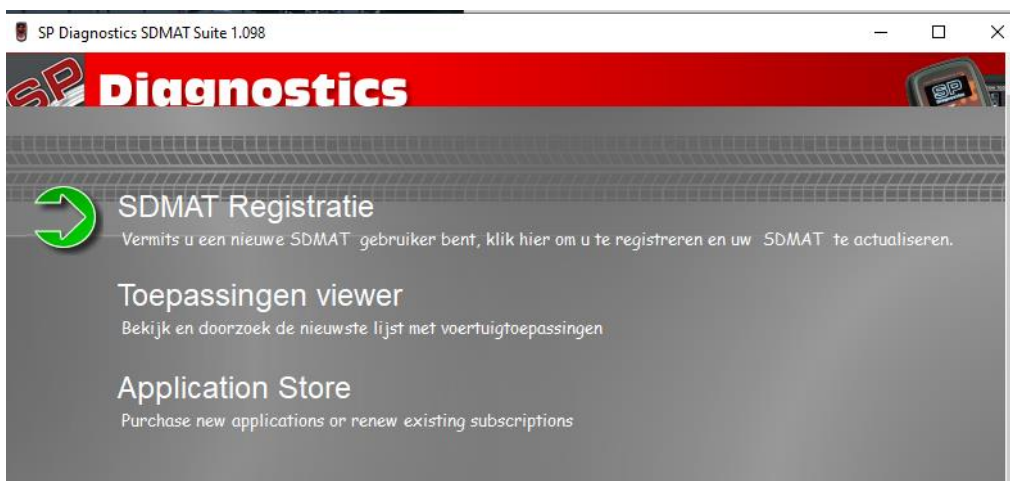 SP Diagnostics SDMAT Suite 1.098
SP Diagnostics
SP
SDMAT Registratie
Vermits u een nieuwe SDMAT gebruiker bent, klik hier om u te registreren en uw SDMAT te actualiseren.
Toepassingen viewer
Bekijk en doorzoek de nieuwste lijst met voertuigtoepassingen
Application Store
Purchase new applications or renew existing subscriptions